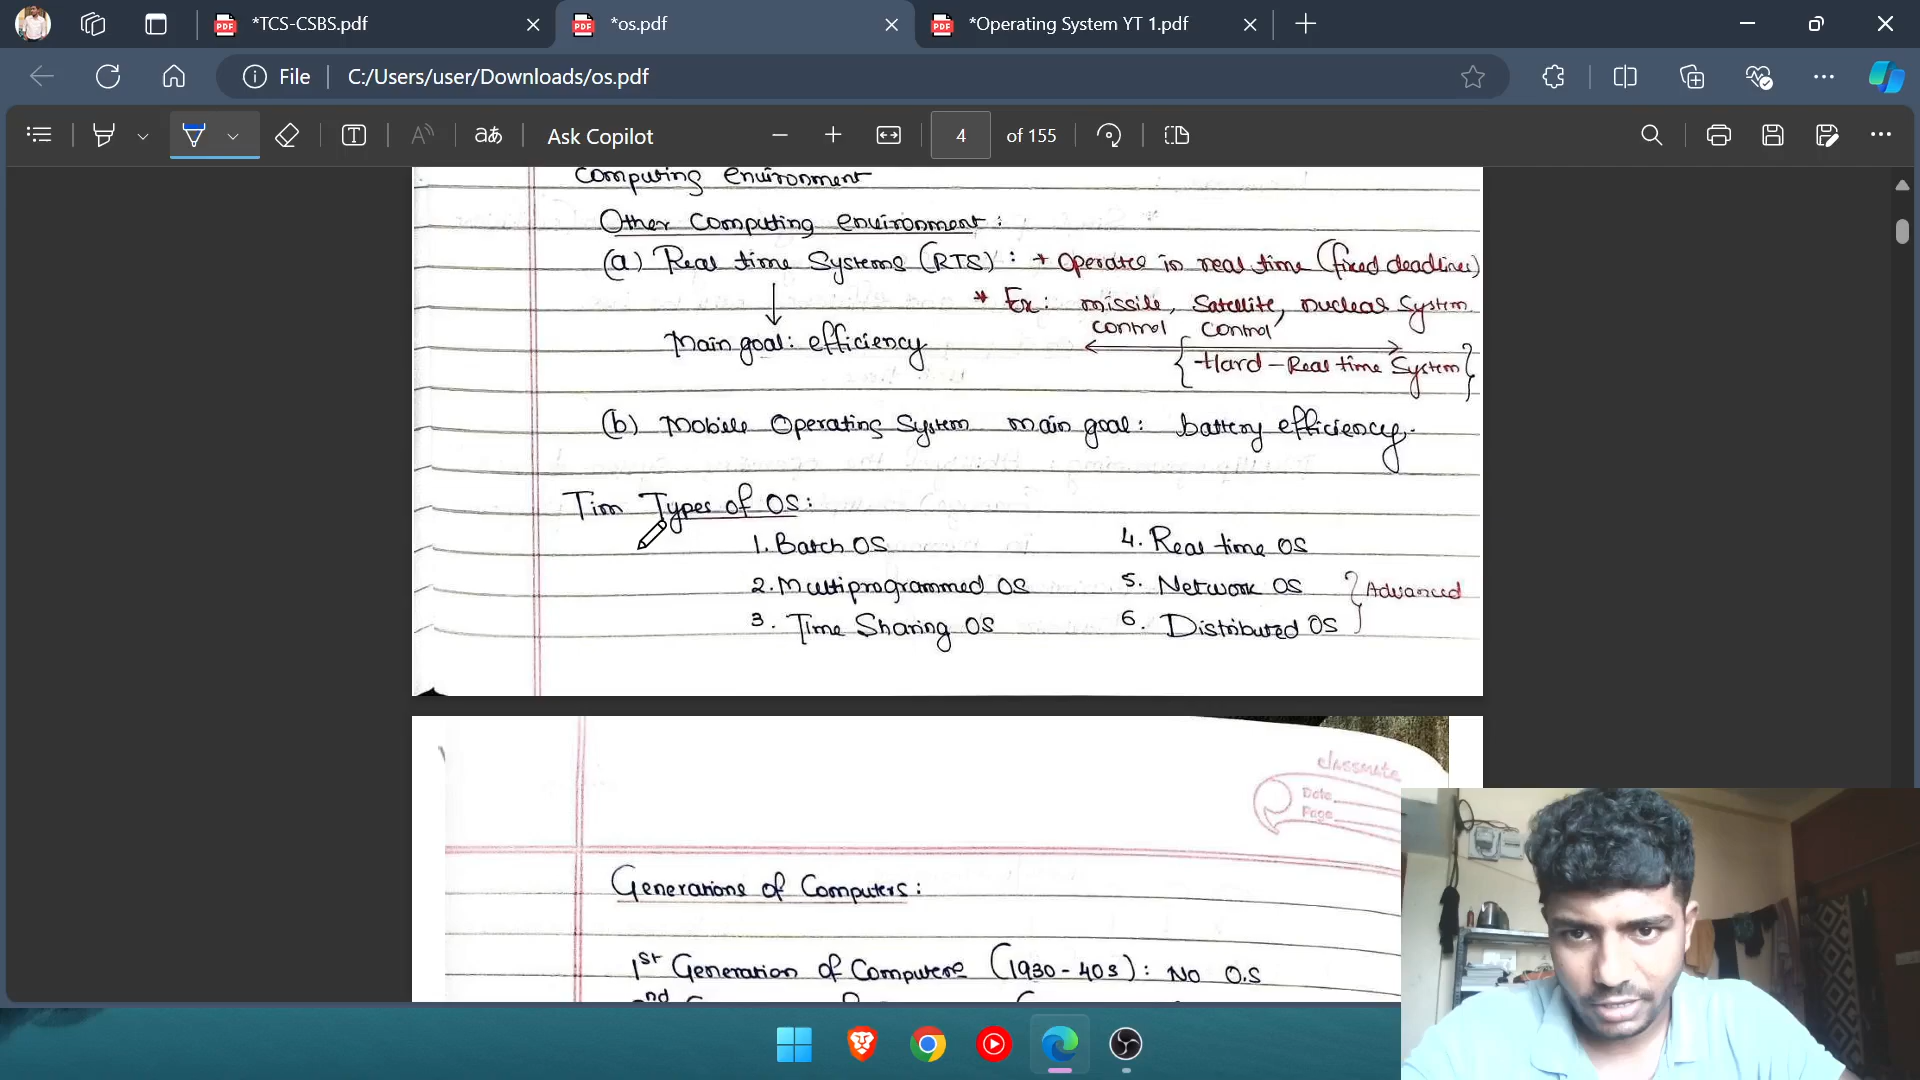 *TCS-CSBS.pdf
*os.pdf
*Operating System YT 1.pdf
File
C:/Users/user/Downloads/os.pdf
aあ
Ask Copilot
4 of 155
Computing environment
Other Computing environment :
(a) Real time Systems (RTS) : * Operated in real time (fixed deadlines)
* Ex: missile, Satellite, nuclear System
control control
Main goal: efficiency
{Hard-Real time System}
(b) Mobile Operating System main goal: battery efficiency.
Tim Types of OS:
1. Batch OS
4. Real time OS
2. Multiprogrammed OS
5. Network OS
Advanced
3. Time Sharing OS
6. Distributed OS
classmate
Date
Page
Generations of Computers:
1st Generation of Computers (1930-40s): No O.S